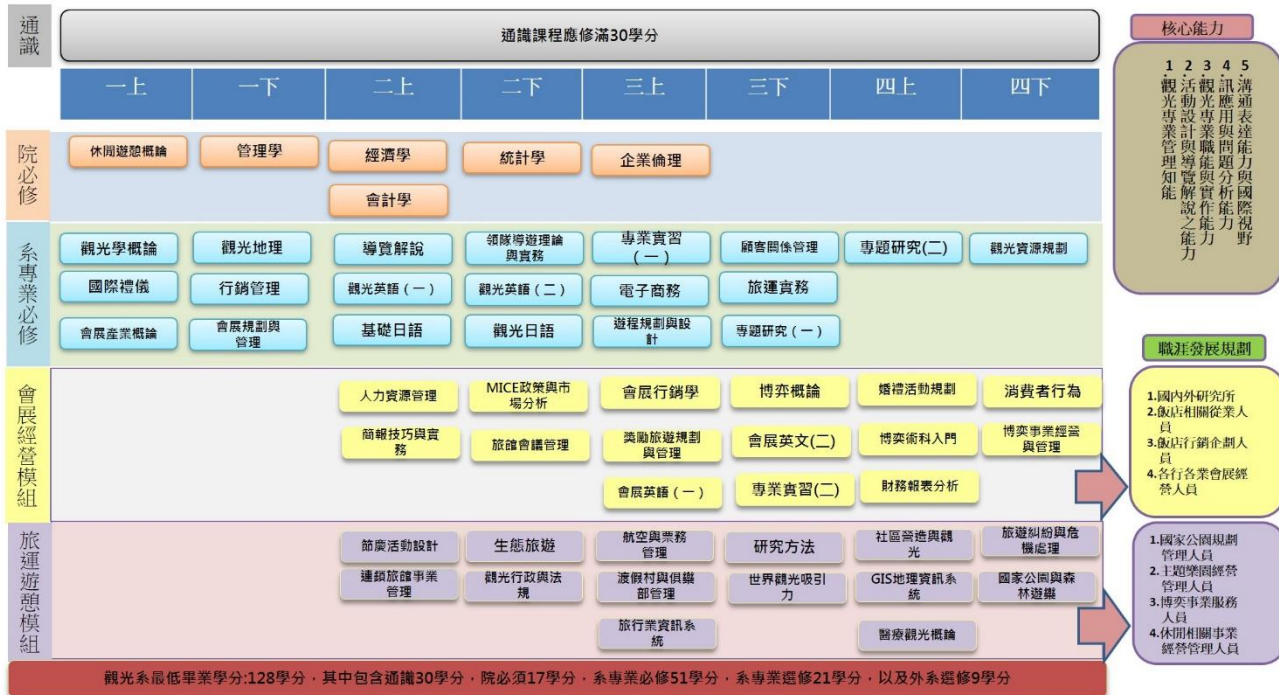 通識
通識課程應修滿30學分
一上
一下
二上
二下
三上
三下
四上
四下
院必修
休閒遊憩概論
管理學
經濟學
統計學
企業倫理
會計學
系專業必修
觀光學概論
觀光地理
導覽解說
領隊導遊理論
與實務
專業實習
(一)
顧客關係管理
專題研究(二)
觀光資源規劃
國際禮儀
行銷管理
觀光英語(一)
觀光英語(二)
電子商務
旅運實務
會展產業概論
會展規劃與
管理
基礎日語
觀光日語
遊程規劃與設
計
專題研究(一)
會展經營模組
人力資源管理
MICE政策與市
場分析
會展行銷學
博弈概論
婚禮活動規劃
消費者行為
簡報技巧與實
務
旅館會議管理
獎勵旅遊規劃
與管理
會展英文(二)
博弈術科入門
博弈事業經營
與管理
會展英語(一)
專業實習(二)
財務報表分析
旅運遊憩模組
節慶活動設計
生態旅遊
航空與票務
管理
研究方法
社區營造與觀
光
旅遊糾紛與危
機處理
連鎖旅館事業
管理
觀光行政與法
規
渡假村與俱樂
部管理
世界觀光吸引
力
GIS地理資訊系
統
國家公園與森
林遊樂
旅行業資訊系
統
醫療觀光概論
觀光系最低畢業學分:128學分，其中包含通識30學分，院必須17學分，系專業必修51學分，系專業選修21學分，以及外系選修9學分
核心能力
1.觀光專業管理知能
2.活動設計與導覽解說之能力
3.觀光專業職能與實作能力
4.訊應用與問題分析能力
5.溝通表達能力與國際視野
職涯發展規劃
1.國內外研究所
2.飯店相關從業人
員
3.飯店行銷企劃人
員
4.各行各業會展經
營人員
1.國家公園規劃
管理人員
2.主題樂園經營
管理人員
3.博弈事業服務
人員
4.休閒相關事業
經營管理人員